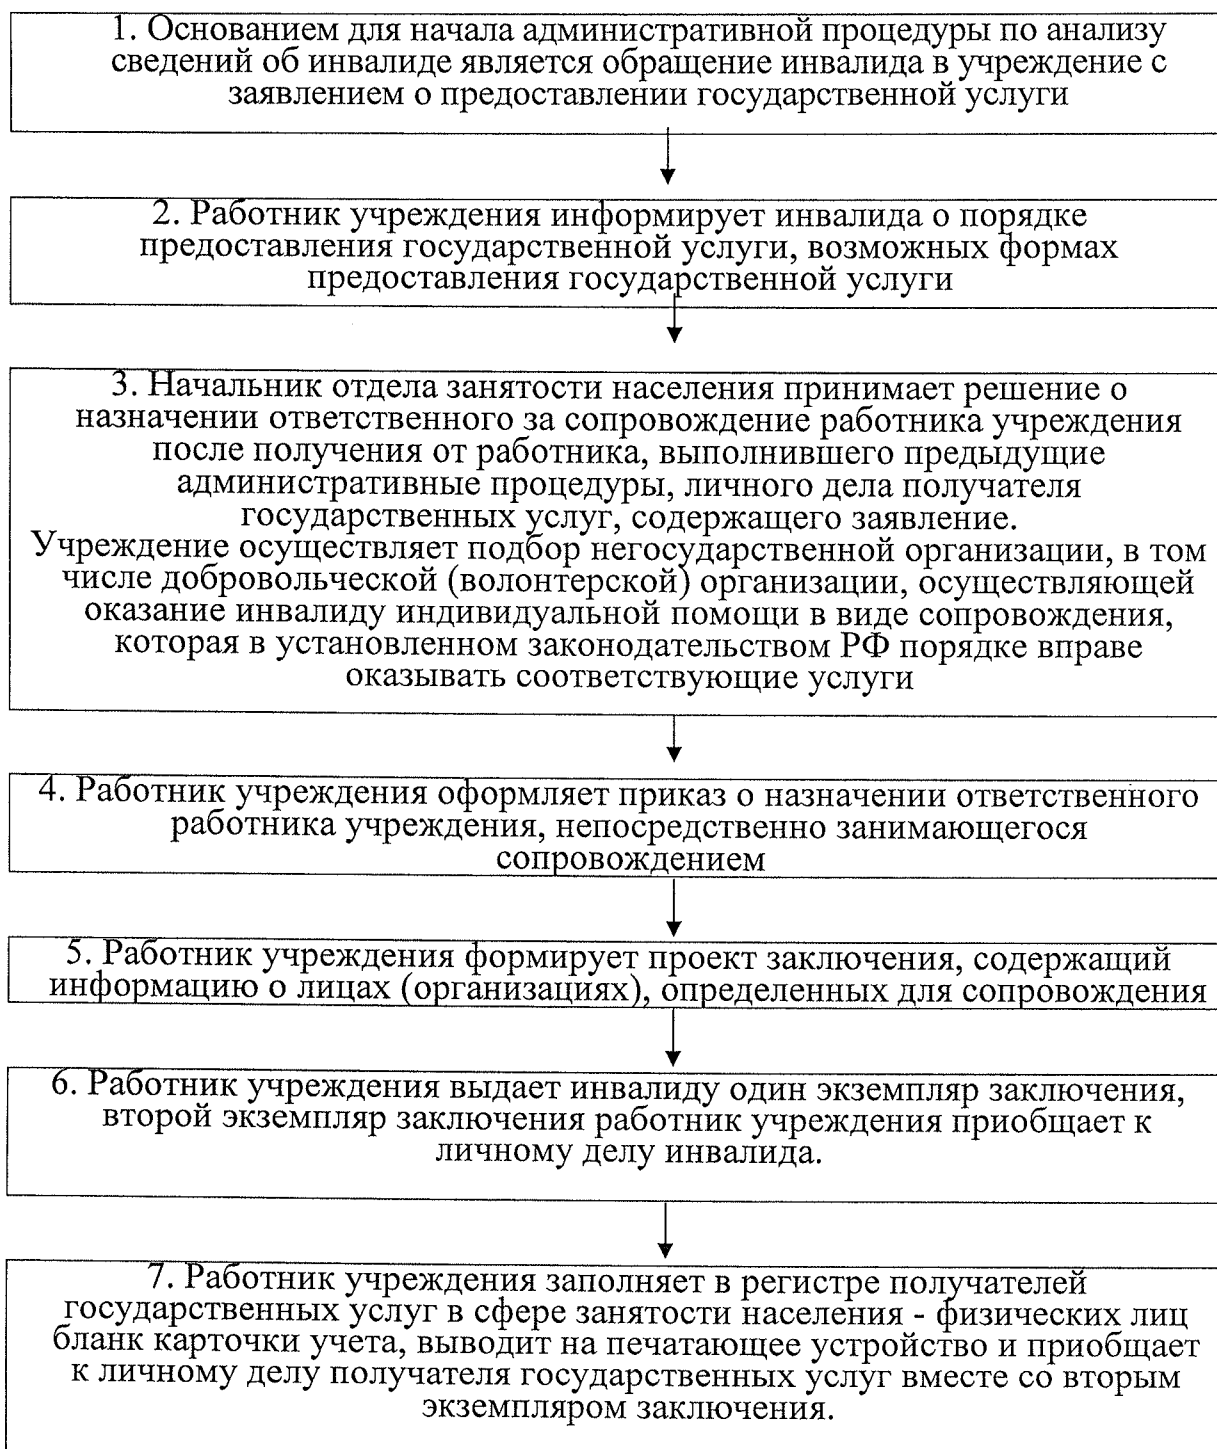 1. Основанием для начала административной процедуры по анализу
сведений об инвалиде является обращение инвалида в учреждение с
заявлением о предоставлении государственной услуги
2. Работник учреждения информирует инвалида о порядке
предоставления государственной услуги, возможных формах
предоставления государственной услуги
3. Начальник отдела занятости населения принимает решение о
назначении ответственного за сопровождение работника учреждения
после получения от работника, выполнившего предыдущие
административные процедуры, личного дела получателя
государственных услуг, содержащего заявление.
Учреждение осуществляет подбор негосударственной организации, в том
числе добровольческой (волонтерской) организации, осуществляющей
оказание инвалиду индивидуальной помощи в виде сопровождения,
которая в установленном законодательством РФ порядке вправе
оказывать соответствующие услуги
4. Работник учреждения оформляет приказ о назначении ответственного
работника учреждения, непосредственно занимающегося
сопровождением
5. Работник учреждения формирует проект заключения, содержащий
информацию о лицах (организациях), определенных для сопровождения
6. Работник учреждения выдает инвалиду один экземпляр заключения,
второй экземпляр заключения работник учреждения приобщает к
личному делу инвалида.
7. Работник учреждения заполняет в регистре получателей
государственных услуг в сфере занятости населения - физических лиц
бланк карточки учета, выводит на печатающее устройство и приобщает
к личному делу получателя государственных услуг вместе со вторым
экземпляром заключения.